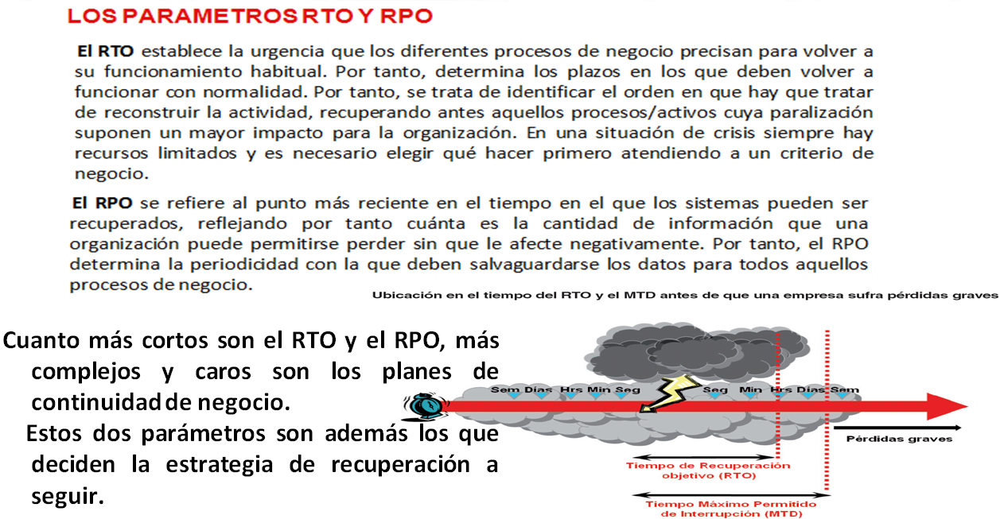 LOS PARAMETROS RTO Y RPO
El RTO establece la urgencia que los diferentes procesos de negocio precisan para volver a
su funcionamiento habitual. Por tanto, determina los plazos en los que deben volver a
funcionar con normalidad. Por tanto, se trata de identificar el orden en que hay que tratar
de reconstruir la actividad, recuperando antes aquellos procesos/activos cuya paralización
suponen un mayor impacto para la organización. En una situación de crisis siempre hay
recursos limitados y es necesario elegir qué hacer primero atendiendo a un criterio de
negocio.
El RPO se refiere al punto más reciente en el tiempo en el que los sistemas pueden ser
recuperados, reflejando por tanto cuánta es la cantidad de información que una
organización puede permitirse perder sin que le afecte negativamente. Por tanto, el RPO
determina la periodicidad con la que deben salvaguardarse los datos para todos aquellos
procesos de negocio.
Ubicación en el tiempo del RTO y el MTD antes de que una empresa sufra pérdidas graves
Cuanto más cortos son el RTO y el RPO, más
complejos y caros son los planes de
continuidad de negocio.
Estos dos parámetros son además los que
deciden la estrategia de recuperación a
seguir.
Sem Días Hrs Min Seg Seg Min Hrs Días Sem
Pérdidas graves
Tiempo de Recuperación
objetivo (RTO)
Tiempo Máximo Permitido
de Interrupción (MTD)